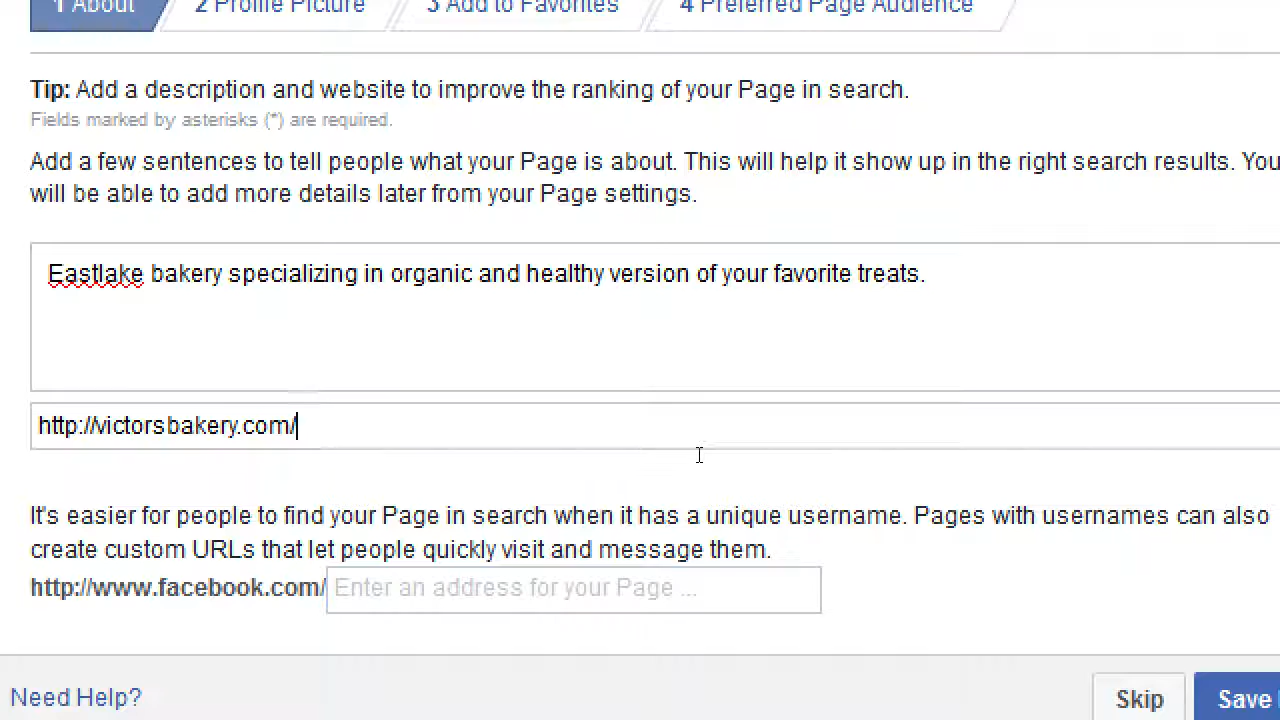 1 About 2 Profile Picture 3 Add to Favorites 4 Preferred Page Audience
Tip: Add a description and website to improve the ranking of your Page in search.
Fields marked by asterisks (*) are required.
Add a few sentences to tell people what your Page is about. This will help it show up in the right search results. You
will be able to add more details later from your Page settings.
Eastlake bakery specializing in organic and healthy version of your favorite treats.
http://victorsbakery.com/
It's easier for people to find your Page in search when it has a unique username. Pages with usernames can also
create custom URLs that let people quickly visit and message them.
http://www.facebook.com/ Enter an address for your Page ...
Need Help? Skip Save